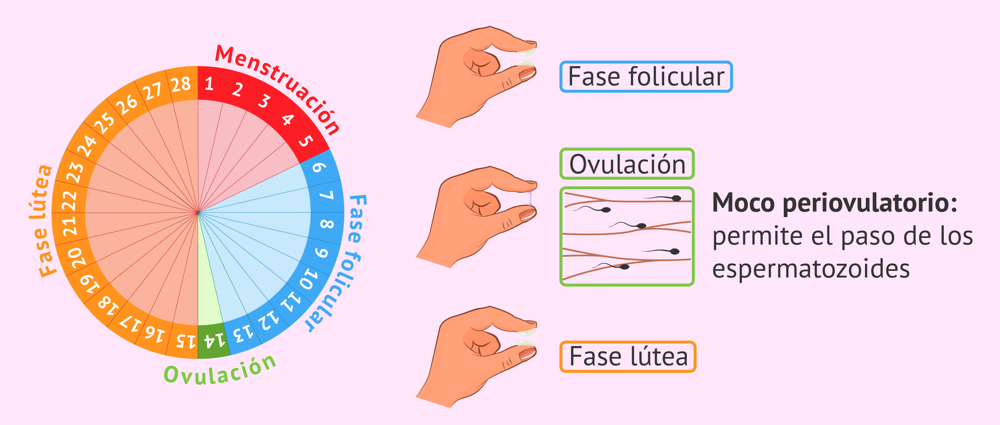 Menstruación
1
2
3
4
5
6
7
8
9
10
11
12
13
14
15
16
17
18
19
20
21
22
23
24
25
26
27
28
Fase folicular
Ovulación
Fase lútea
Fase folicular
Ovulación
Moco periovulatorio:
permite el paso de los
espermatozoides
Fase lútea